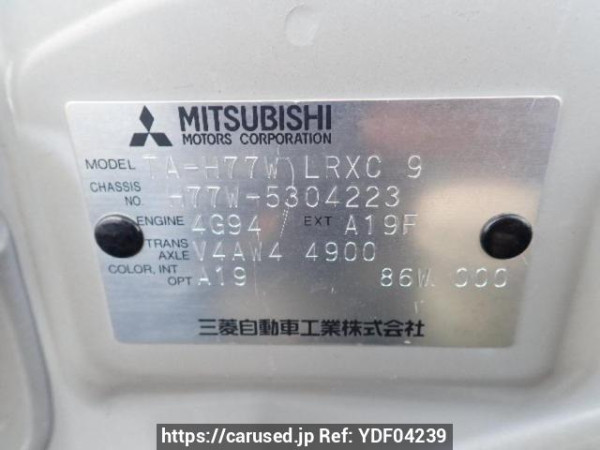 MITSUBISHI
MOTORS CORPORATION
MODEL TA-H77W LRXC 9
CHASSIS NO. H77W-5304223
ENGINE 4G94 / EXT A19F
TRANS AXLE V4AW4 4900
COLOR, INT OPT A19 86W 000
三菱自動車工業株式会社
https://carused.jp Ref: YDF04239